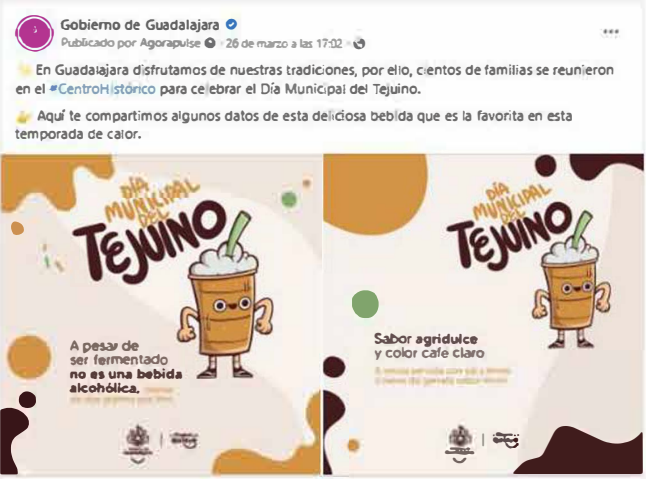 Gobierno de Guadalajara
Publicado por Agorapulse · 26 de marzo a las 17:02 ·
En Guadalajara disfrutamos de nuestras tradiciones, por ello, cientos de familias se reunieron
en el #CentroHistórico para celebrar el Día Municipal del Tejuino.
Aquí te compartimos algunos datos de esta deliciosa bebida que es la favorita en esta
temporada de calor.
DÍA
MUNICIPAL
DEL
TEJUINO
A pesar de
ser fermentado
no es una bebida
alcohólica,
DÍA
MUNICIPAL
DEL
TEJUINO
Sabor agridulce
y color cafe claro